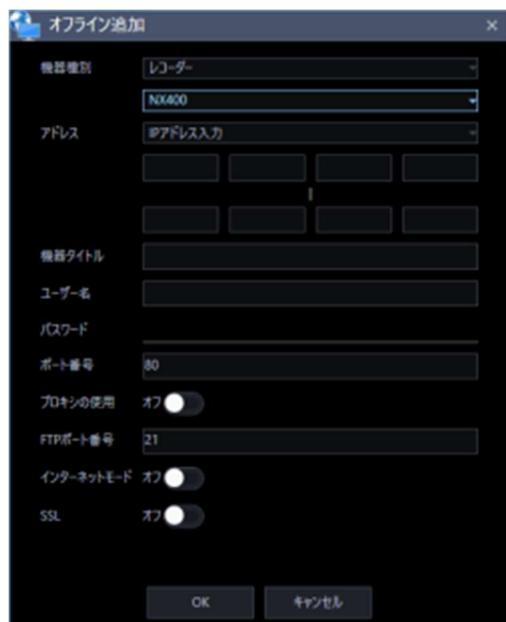 オフライン追加
機器種別 レコーダー
NX400
アドレス IPアドレス入力
機器タイトル
ユーザー名
パスワード
ポート番号 80
プロキシの使用 オフ
FTPポート番号 21
インターネットモード オフ
SSL オフ
OK キャンセル